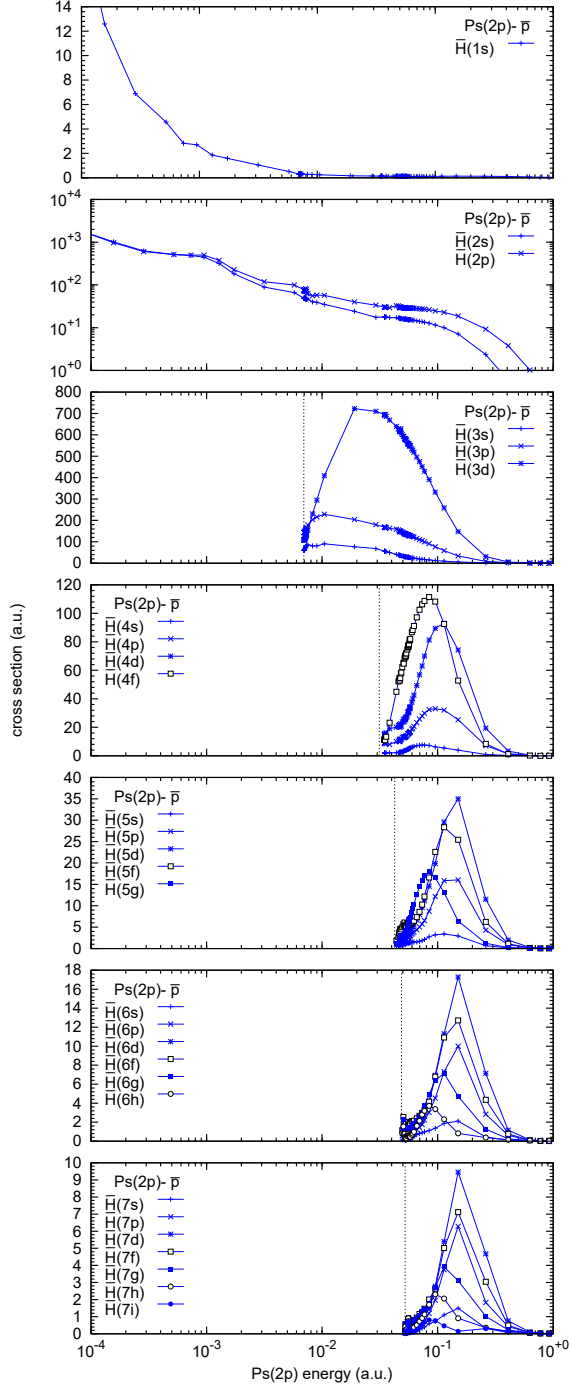 14
12
10
8
6
4
2
0
Ps(2p)- p̄
H̄(1s)
10⁺⁴
10⁺³
10⁺²
10⁺¹
10⁺⁰
Ps(2p)- p̄
H̄(2s)
H̄(2p)
800
700
600
500
400
300
200
100
0
Ps(2p)- p̄
H̄(3s)
H̄(3p)
H̄(3d)
cross section (a.u.)
120
100
80
60
40
20
0
Ps(2p)- p̄
H̄(4s)
H̄(4p)
H̄(4d)
H̄(4f)
40
35
30
25
20
15
10
5
0
Ps(2p)- p̄
H̄(5s)
H̄(5p)
H̄(5d)
H̄(5f)
H̄(5g)
18
16
14
12
10
8
6
4
2
0
Ps(2p)- p̄
H̄(6s)
H̄(6p)
H̄(6d)
H̄(6f)
H̄(6g)
H̄(6h)
10
9
8
7
6
5
4
3
2
1
0
Ps(2p)- p̄
H̄(7s)
H̄(7p)
H̄(7d)
H̄(7f)
H̄(7g)
H̄(7h)
H̄(7i)
10⁻⁴ 10⁻³ 10⁻² 10⁻¹ 10⁺⁰
Ps(2p) energy (a.u.)